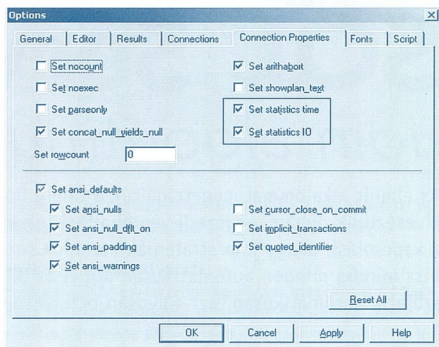 Options
General Editor Results Connections Connection Properties Fonts Script
Set nocount
Set noexec
Set parseonly
Set concat_null_yields_null
Set rowcount 0
Set arithabort
Set showplan_text
Set statistics time
Set statistics IO
Set ansi_defaults
Set ansi_nulls
Set ansi_null_dflt_on
Set ansi_padding
Set ansi_warnings
Set cursor_close_on_commit
Set implicit_transactions
Set quoted_identifier
Reset All
OK Cancel Apply Help